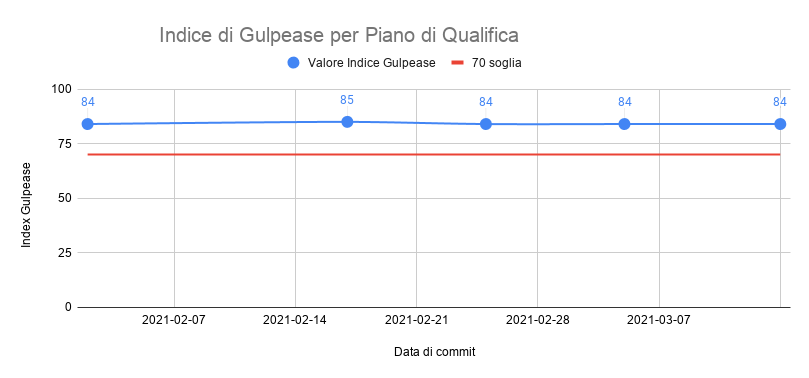 Indice di Gulpease per Piano di Qualifica
Valore Indice Gulpease 70 soglia
100
84 85 84 84 84
75
50
25
0
Index Gulpease
2021-02-07 2021-02-14 2021-02-21 2021-02-28 2021-03-07
Data di commit